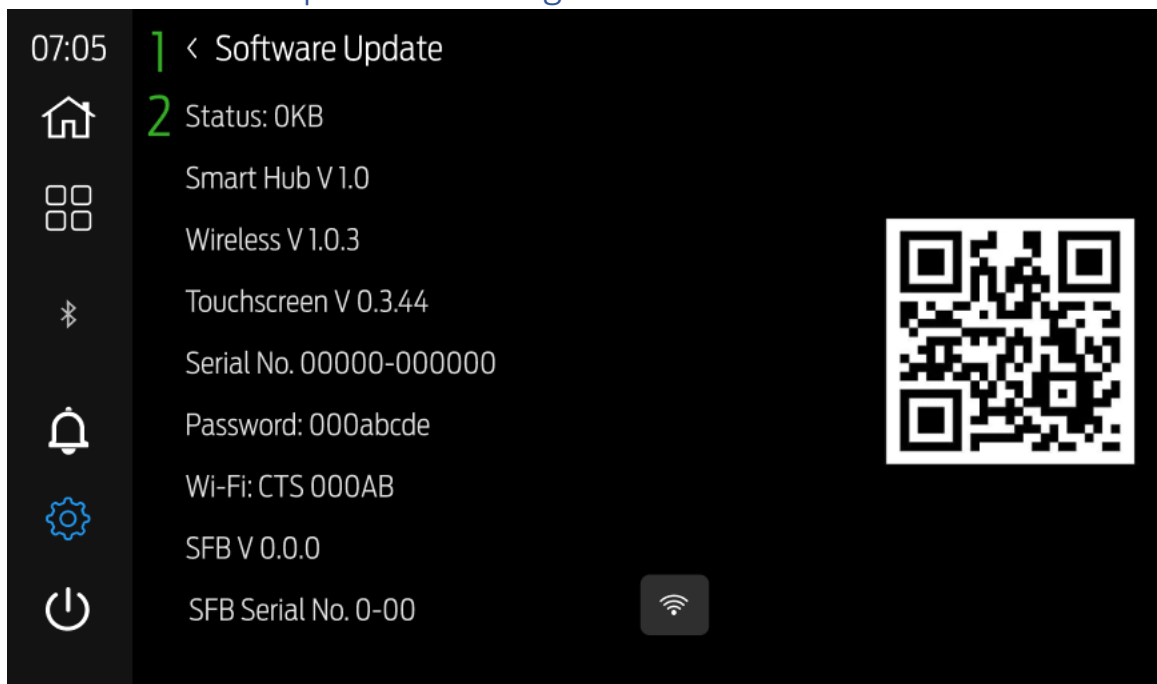 07:05
1 < Software Update
2 Status: 0KB
Smart Hub V 1.0
Wireless V 1.0.3
Touchscreen V 0.3.44
Serial No. 00000-000000
Password: 000abcde
Wi-Fi: CTS 000AB
SFB V 0.0.0
SFB Serial No. 0-00